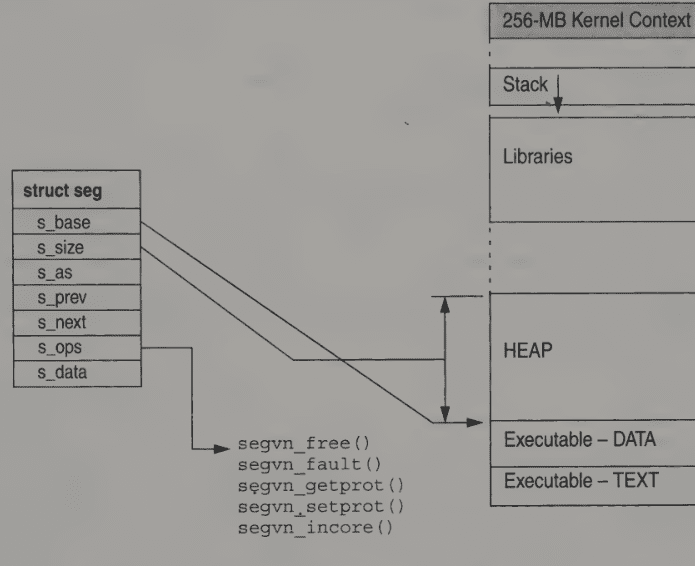 256-MB Kernel Context
Stack
Libraries
struct seg
s_base
s_size
s_as
s_prev
s_next
s_ops
s_data
HEAP
Executable – DATA
Executable – TEXT
segvn_free()
segvn_fault()
segvn_getprot()
segvn_setprot()
segvn_incore()